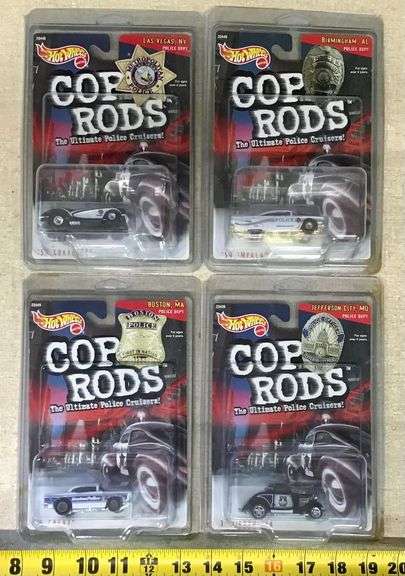 Hot Wheels
LAS VEGAS, NV
POLICE DEPT
COP
RODS
The Ultimate Police Cruisers!
Hot Wheels
BIRMINGHAM, AL
POLICE DEPT
COP
RODS
The Ultimate Police Cruisers!
POLICE
'59 IMPALA
Hot Wheels
BOSTON, MA
POLICE DEPT
BOSTON
POLICE
COP
RODS
The Ultimate Police Cruisers!
Hot Wheels
JEFFERSON CITY, MO
POLICE DEPT
COP
RODS
The Ultimate Police Cruisers!
8 9 10 11 12 13 14 15 16 17 18 19 20